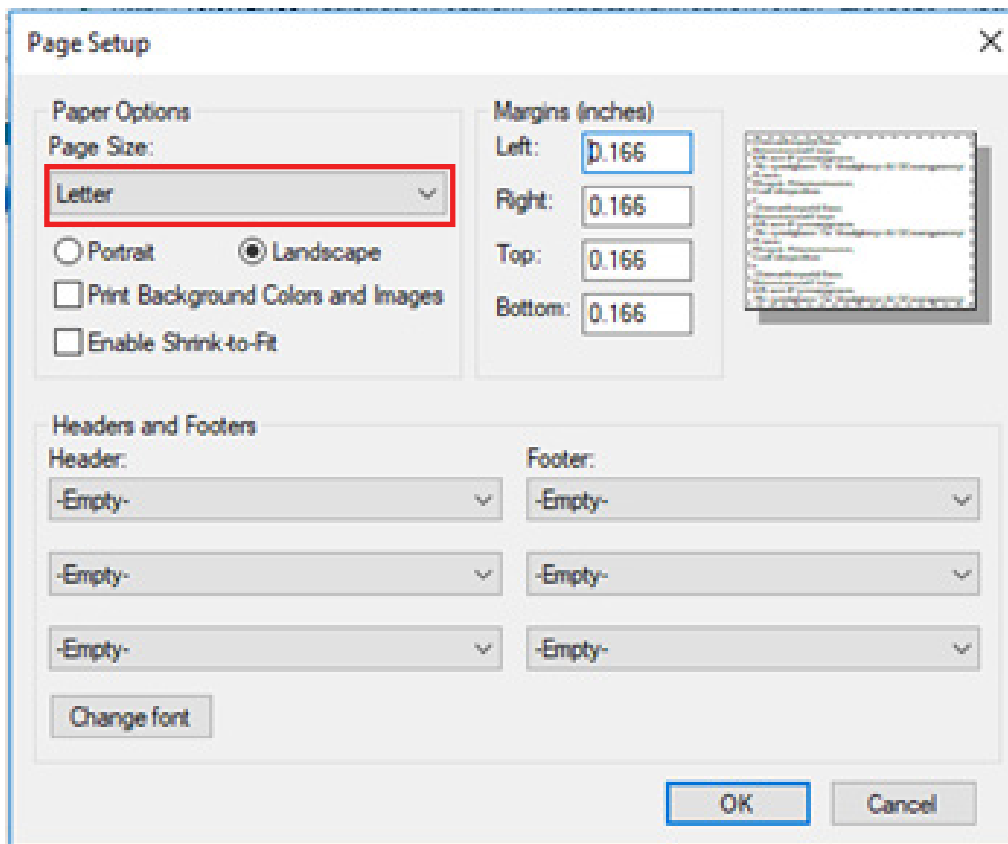 Page Setup
Paper Options
Page Size:
Letter
Portrait
Landscape
Print Background Colors and Images
Enable Shrink-to-Fit
Margins (inches)
Left:
0.166
Right:
0.166
Top:
0.166
Bottom:
0.166
Headers and Footers
Header:
Footer:
-Empty-
-Empty-
-Empty-
-Empty-
-Empty-
-Empty-
Change font
OK
Cancel